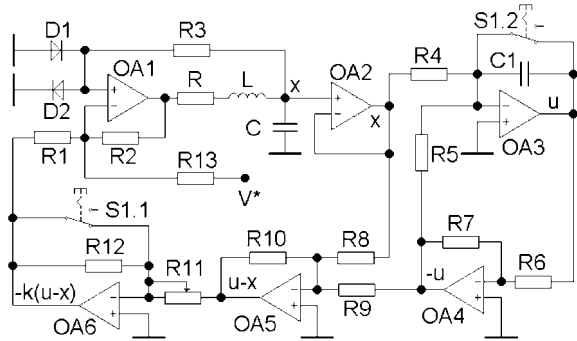 D1
R3
S1.2
D2
OA1
R
L
x
OA2
R4
C1
u
C
x
R1
R2
R5
OA3
R13
V*
S1.1
R7
R10
R8
R12
R11
u-x
-u
R6
-k(u-x)
OA6
OA5
R9
OA4